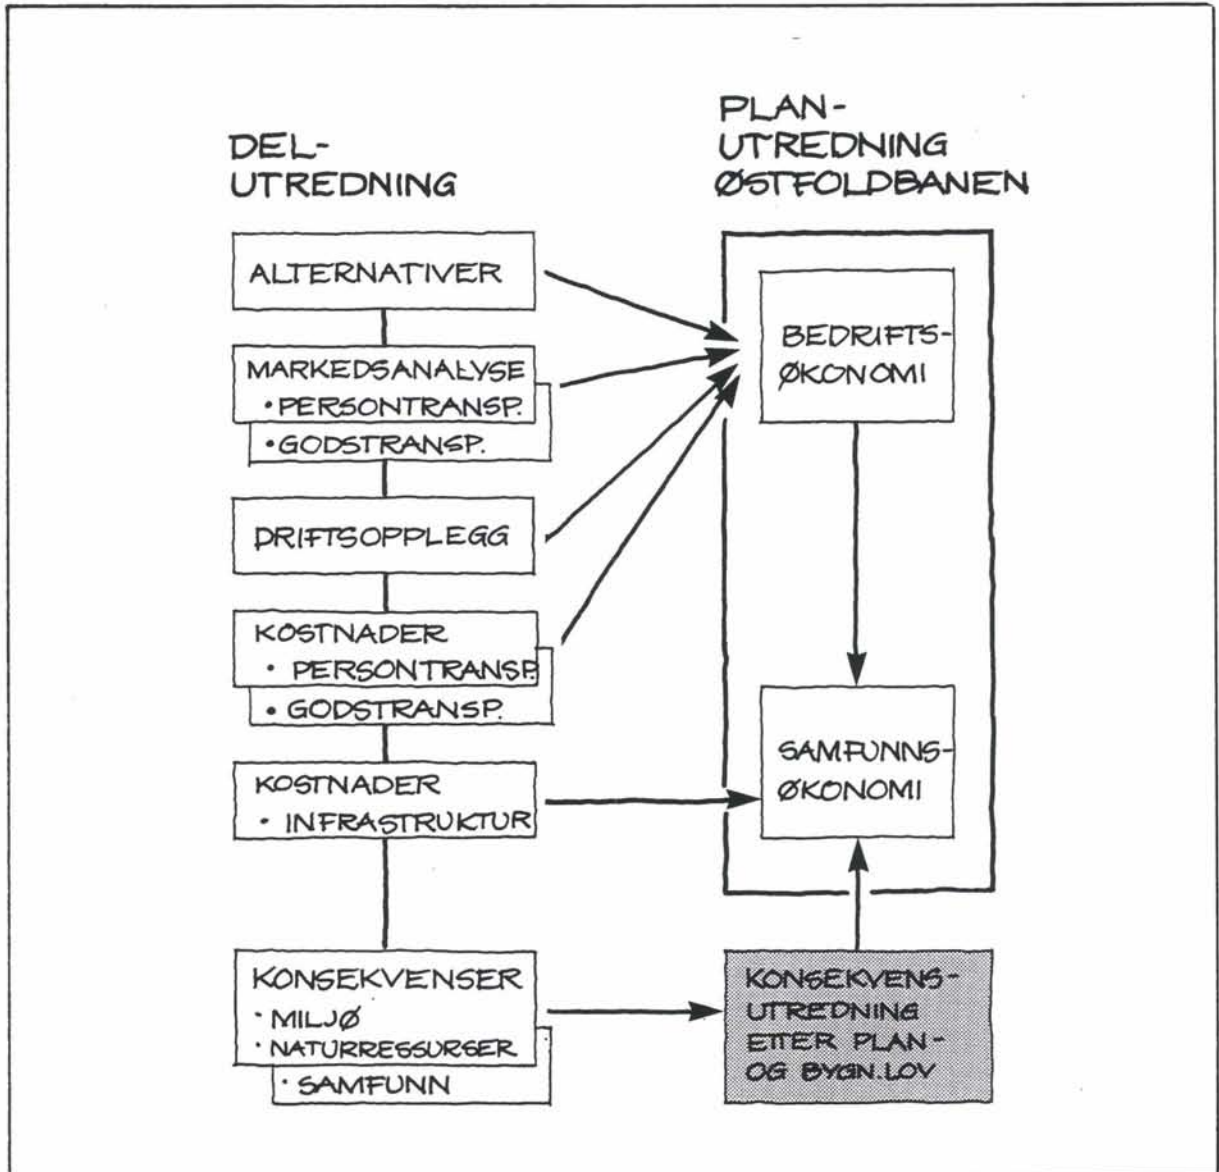 DEL-
UTREDNING
ALTERNATIVER
MARKEDSANALYSE
• PERSONTRANSP.
• GODSTRANSP.
DRIFTSOPPLEGG
KOSTNADER
• PERSONTRANSP.
• GODSTRANSP.
KOSTNADER
• INFRASTRUKTUR
KONSEKVENSER
• MILJØ
• NATURRESSURSER
• SAMFUNN
PLAN-
UTREDNING
ØSTFOLDBANEN
BEDRIFTS-
ØKONOMI
SAMFUNNS-
ØKONOMI
KONSEKVENS-
UTREDNING
ETTER PLAN-
OG BYGN.LOV